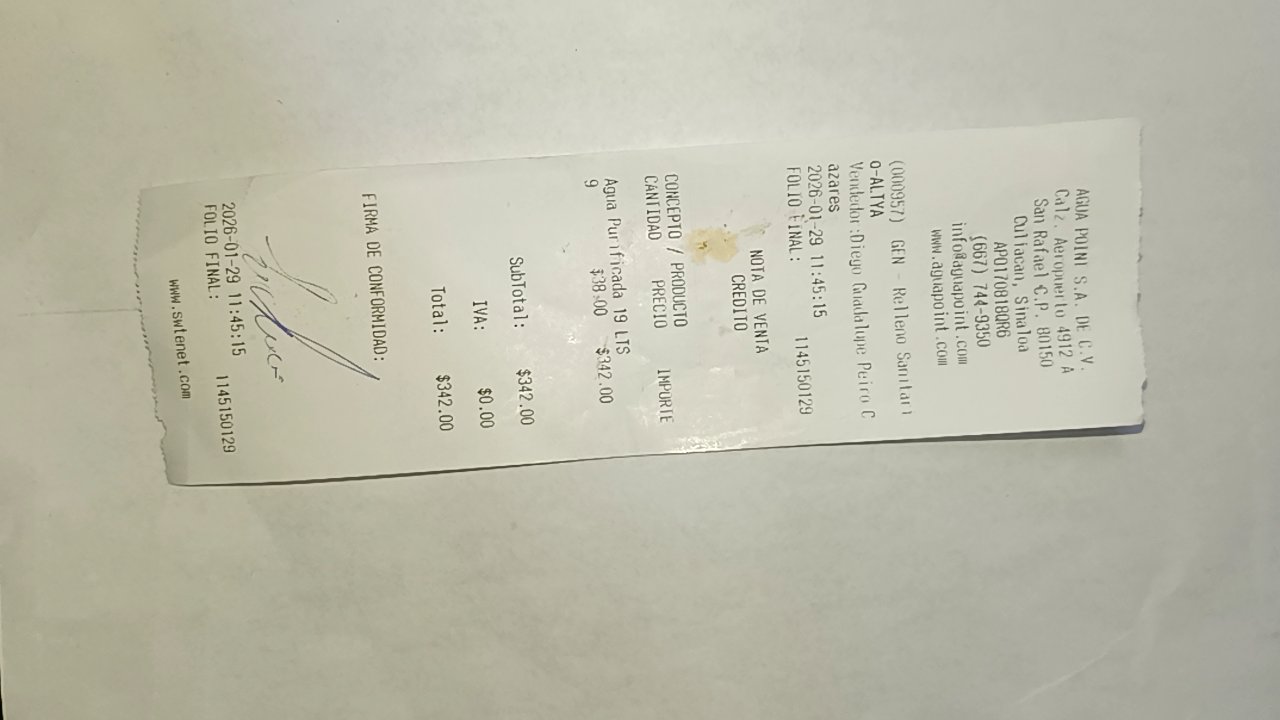 AGUA POINT S.A. DE C.V.
Calz. Aeropuerto 4912 A
San Rafael C.P. 80150
Culiacan, Sinaloa
APO170818QR6
(667) 744-9350
info@aguapoint.com
www.aguapoint.com
(000957) GEN - Relleno Sanitari
o-ALTYA
Vendedor:Diego Guadalupe Peiro C
azares
2026-01-29 11:45:15
FOLIO FINAL: 1145150129
NOTA DE VENTA
CREDITO
CONCEPTO / PRODUCTO
CANTIDAD PRECIO IMPORTE
Agua Purificada 19 LTS
9 $38.00 $342.00
SubTotal: $342.00
IVA: $0.00
Total: $342.00
FIRMA DE CONFORMIDAD:
2026-01-29 11:45:15
FOLIO FINAL: 1145150129
www.swtenet.com